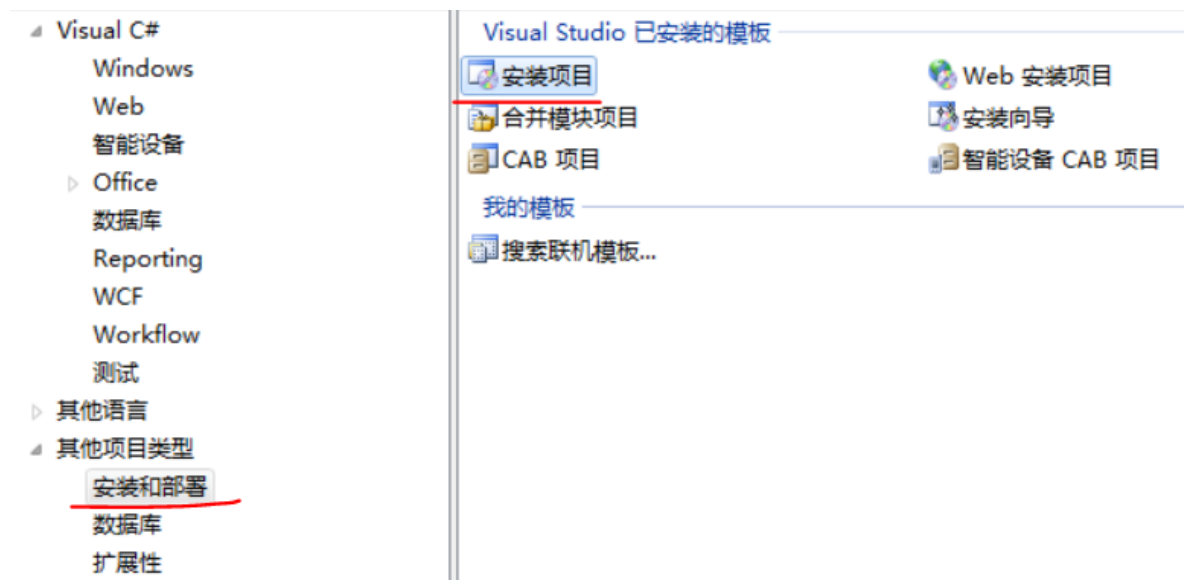 Visual C#
Windows
Web
智能设备
Office
数据库
Reporting
WCF
Workflow
测试
其他语言
其他项目类型
安装和部署
数据库
扩展性
Visual Studio 已安装的模板
安装项目
Web 安装项目
合并模块项目
安装向导
CAB 项目
智能设备 CAB 项目
我的模板
搜索联机模板...